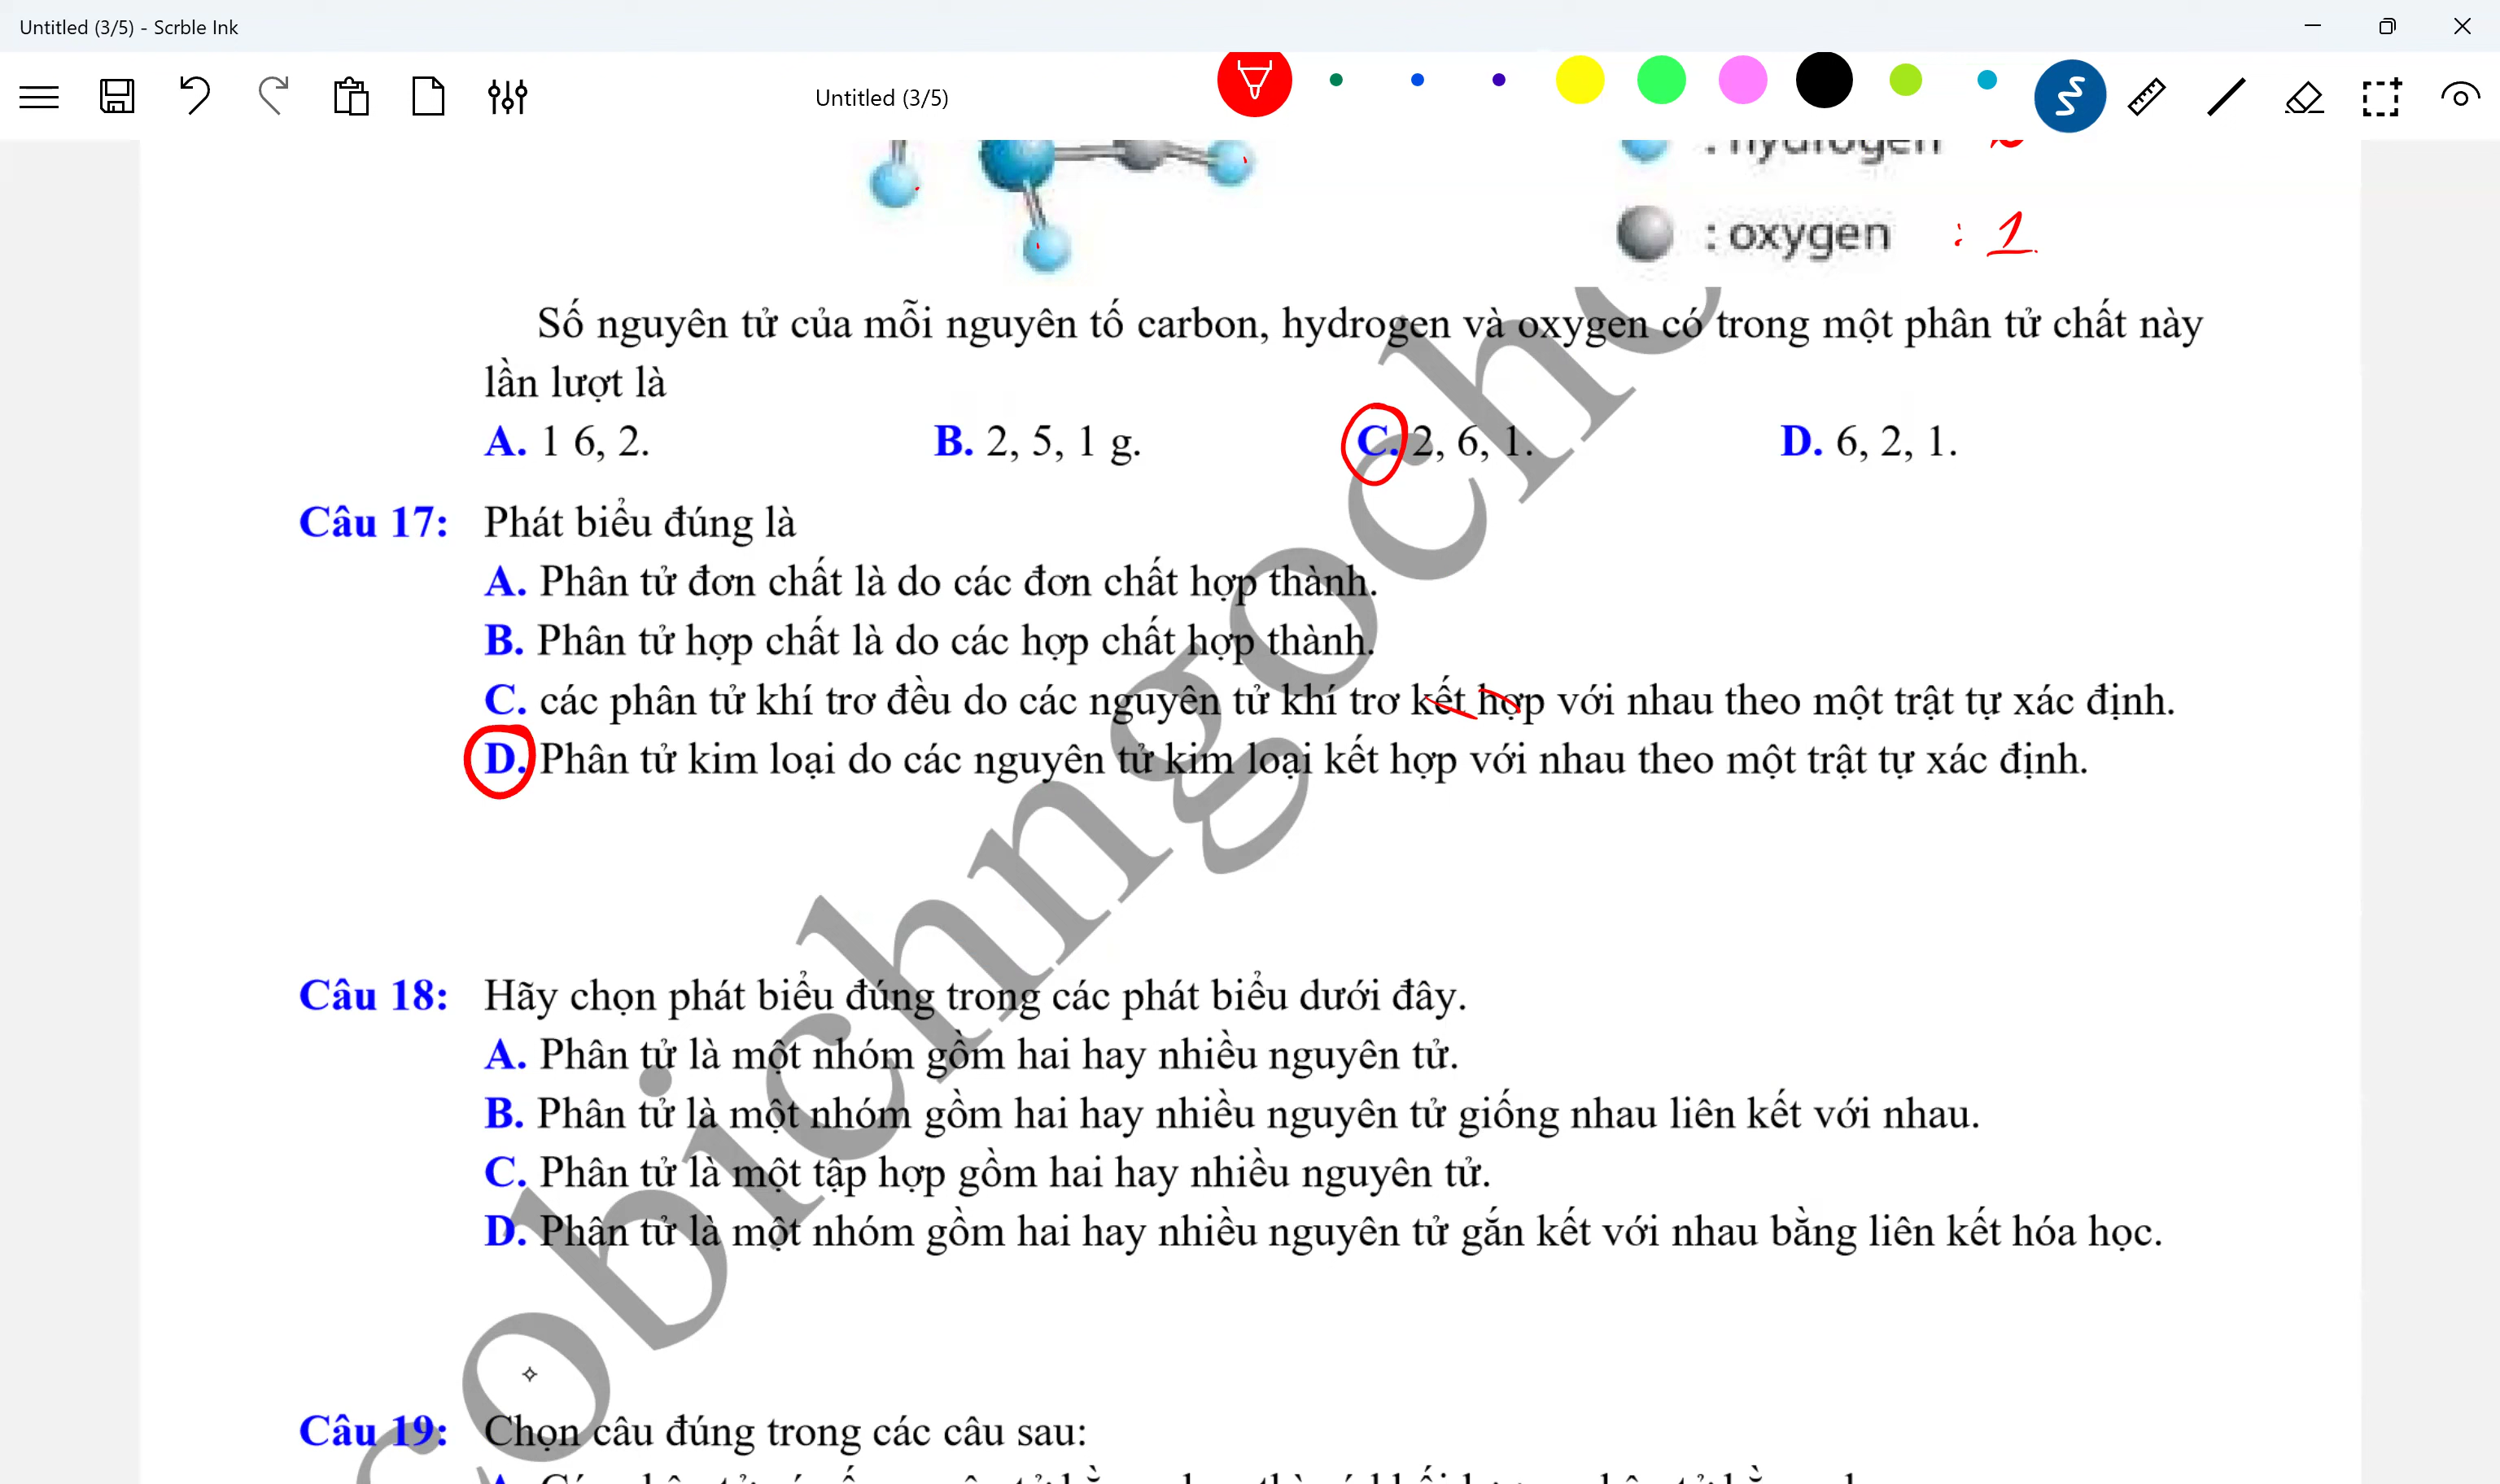 Untitled (3/5) - Scrble Ink
Untitled (3/5)
: hydrogen
: oxygen : 1
Số nguyên tử của mỗi nguyên tố carbon, hydrogen và oxygen có trong một phân tử chất này
lần lượt là
A. 1 6, 2. B. 2, 5, 1 g. C. 2, 6, 1. D. 6, 2, 1.
Câu 17: Phát biểu đúng là
A. Phân tử đơn chất là do các đơn chất hợp thành.
B. Phân tử hợp chất là do các hợp chất hợp thành.
C. các phân tử khí trơ đều do các nguyên tử khí trơ kết hợp với nhau theo một trật tự xác định.
D. Phân tử kim loại do các nguyên tử kim loại kết hợp với nhau theo một trật tự xác định.
Câu 18: Hãy chọn phát biểu đúng trong các phát biểu dưới đây.
A. Phân tử là một nhóm gồm hai hay nhiều nguyên tử.
B. Phân tử là một nhóm gồm hai hay nhiều nguyên tử giống nhau liên kết với nhau.
C. Phân tử là một tập hợp gồm hai hay nhiều nguyên tử.
D. Phân tử là một nhóm gồm hai hay nhiều nguyên tử gắn kết với nhau bằng liên kết hóa học.
Câu 19: Chọn câu đúng trong các câu sau:
cobichngoc